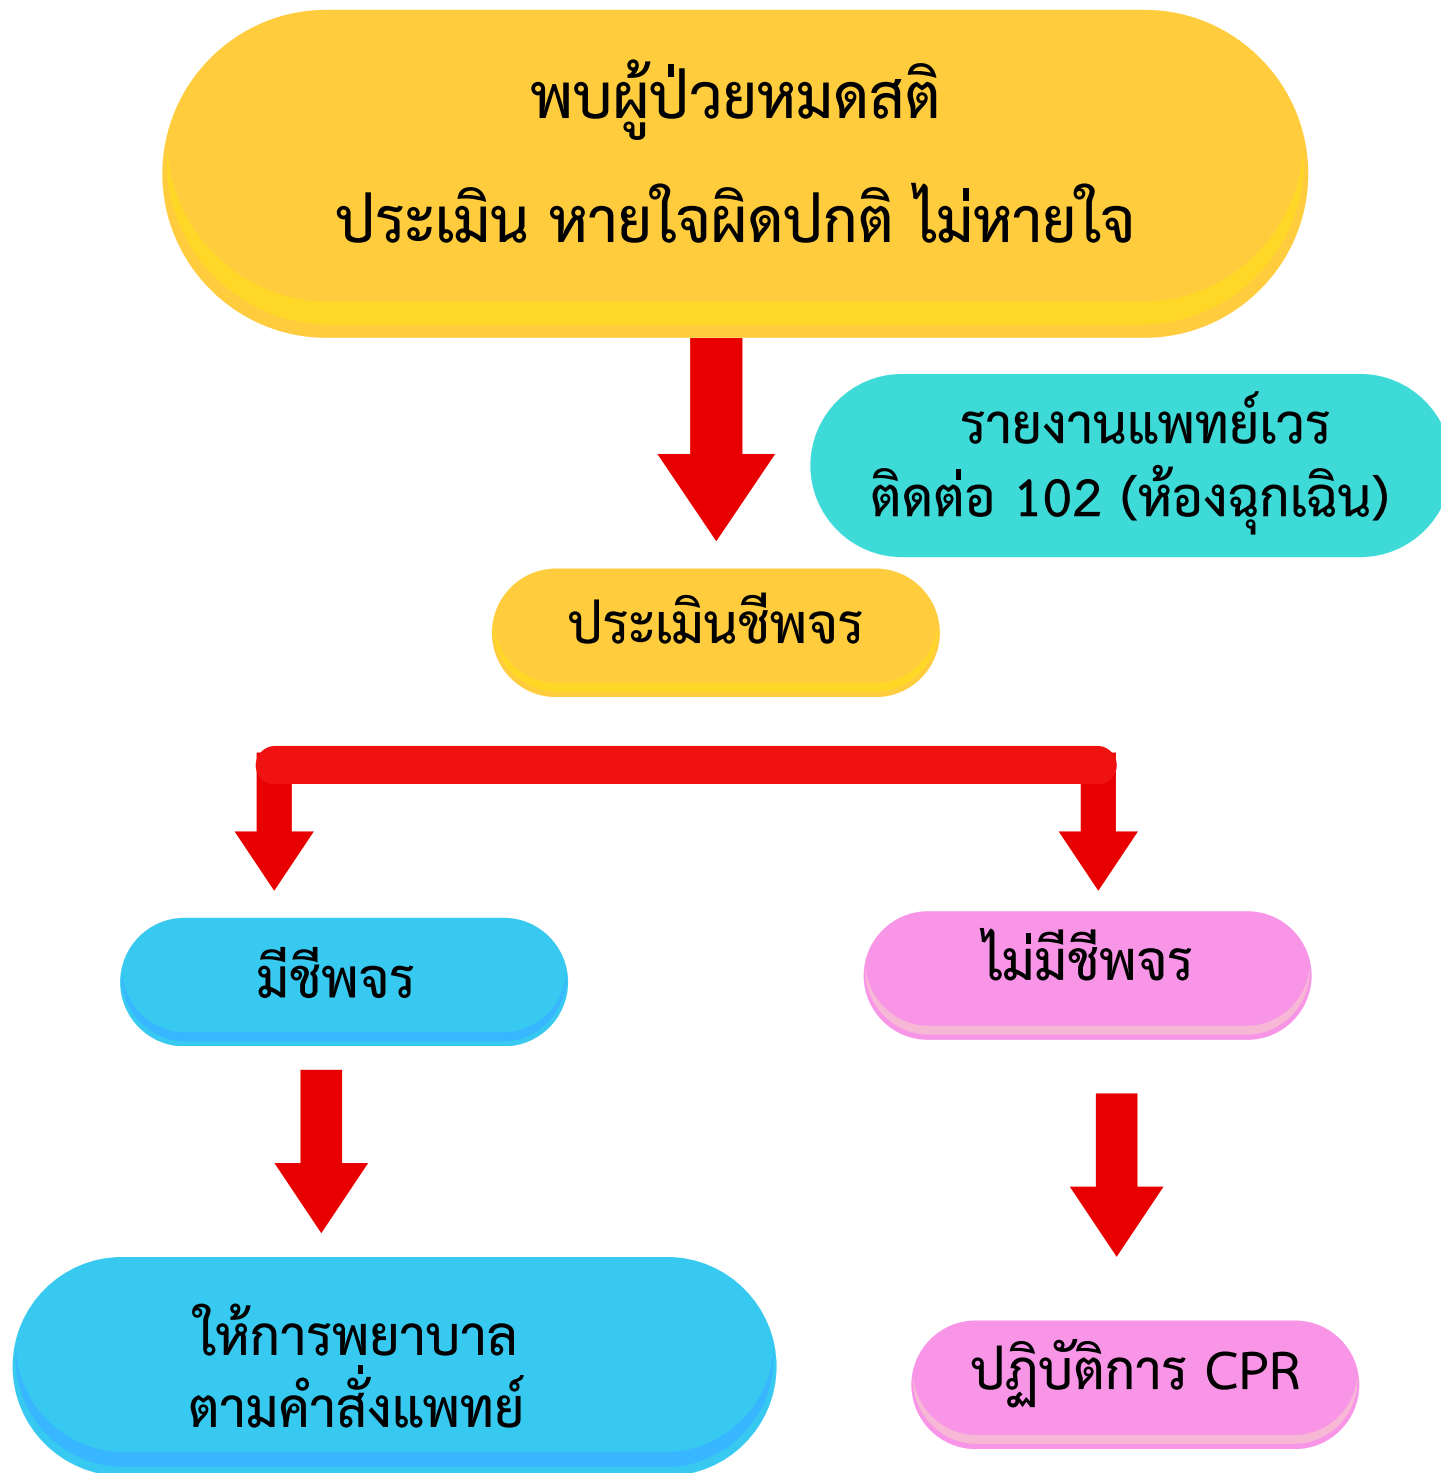 พบผู้ป่วยหมดสติ
ประเมิน หายใจผิดปกติ ไม่หายใจ
รายงานแพทย์เวร
ติดต่อ 102 (ห้องฉุกเฉิน)
ประเมินชีพจร
มีชีพจร
ไม่มีชีพจร
ให้การพยาบาล
ตามคำสั่งแพทย์
ปฏิบัติการ CPR